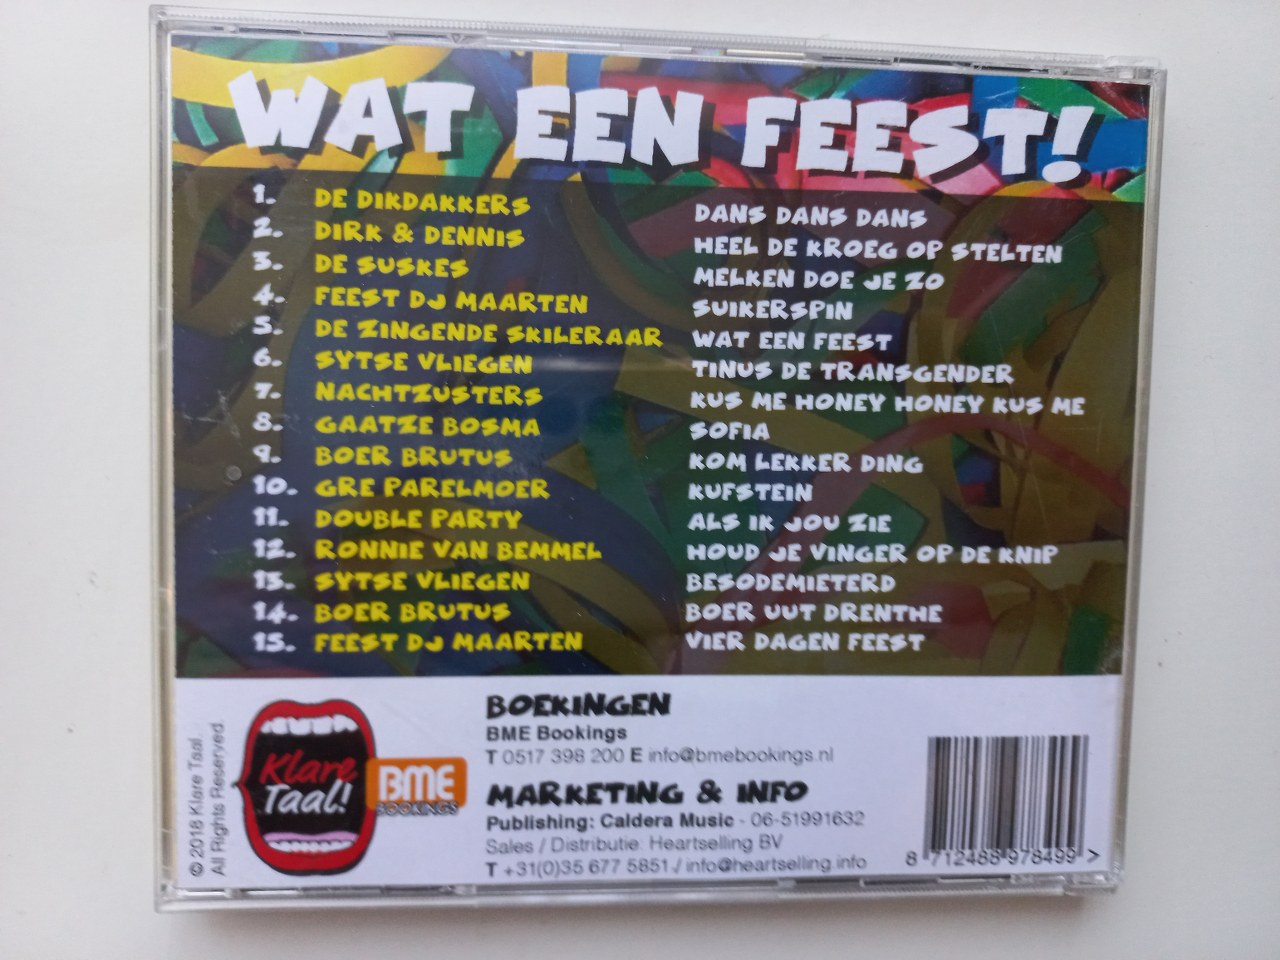 WAT EEN FEEST!
1. DE DIKDAKKERS DANS DANS DANS
2. DIRK & DENNIS HEEL DE KROEG OP STELTEN
3. DE SUSKES MELKEN DOE JE ZO
4. FEEST DJ MAARTEN SUIKERSPIN
5. DE ZINGENDE SKILERAAR WAT EEN FEEST
6. SYTSE VLIEGEN TINUS DE TRANSGENDER
7. NACHTZUSTERS KUS ME HONEY HONEY KUS ME
8. GAATZE BOSMA SOFIA
9. BOER BRUTUS KOM LEKKER DING
10. GRE PARELMOER KUFSTEIN
11. DOUBLE PARTY ALS IK JOU ZIE
12. RONNIE VAN BEMMEL HOUD JE VINGER OP DE KNIP
13. SYTSE VLIEGEN BESODEMIETERD
14. BOER BRUTUS BOER UUT DRENTHE
15. FEEST DJ MAARTEN VIER DAGEN FEEST
© 2018 Klare Taal.
All Rights Reserved.
Klare
Taal!
BME
BOOKINGS
BOEKINGEN
BME Bookings
T 0517 398 200 E info@bmebookings.nl
MARKETING & INFO
Publishing: Caldera Music - 06-51991632
Sales / Distributie: Heartselling BV
T +31(0)35 677 5851 / info@heartselling.info
8 712488 978499 >